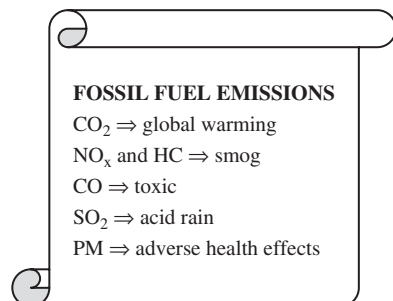 FOSSIL FUEL EMISSIONS
CO₂ ⇒ global warming
NOₓ and HC ⇒ smog
CO ⇒ toxic
SO₂ ⇒ acid rain
PM ⇒ adverse health effects